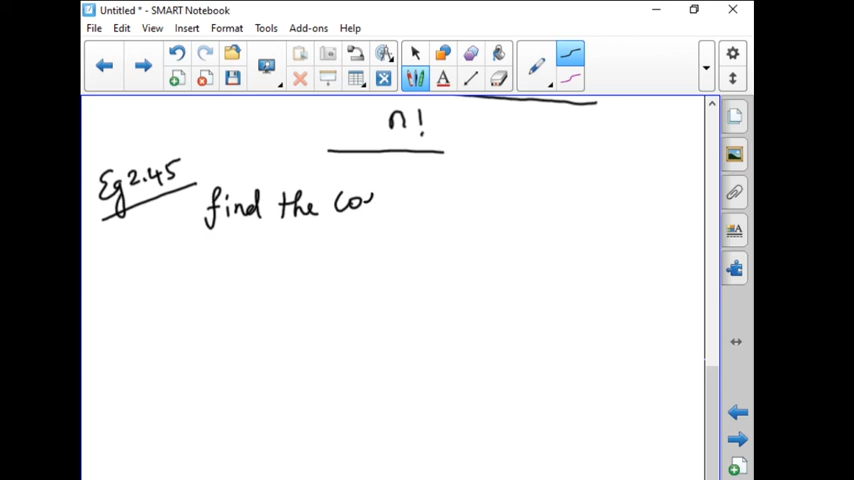 Untitled * - SMART Notebook
File Edit View Insert Format Tools Add-ons Help
n!
Eg 2.45
find the co